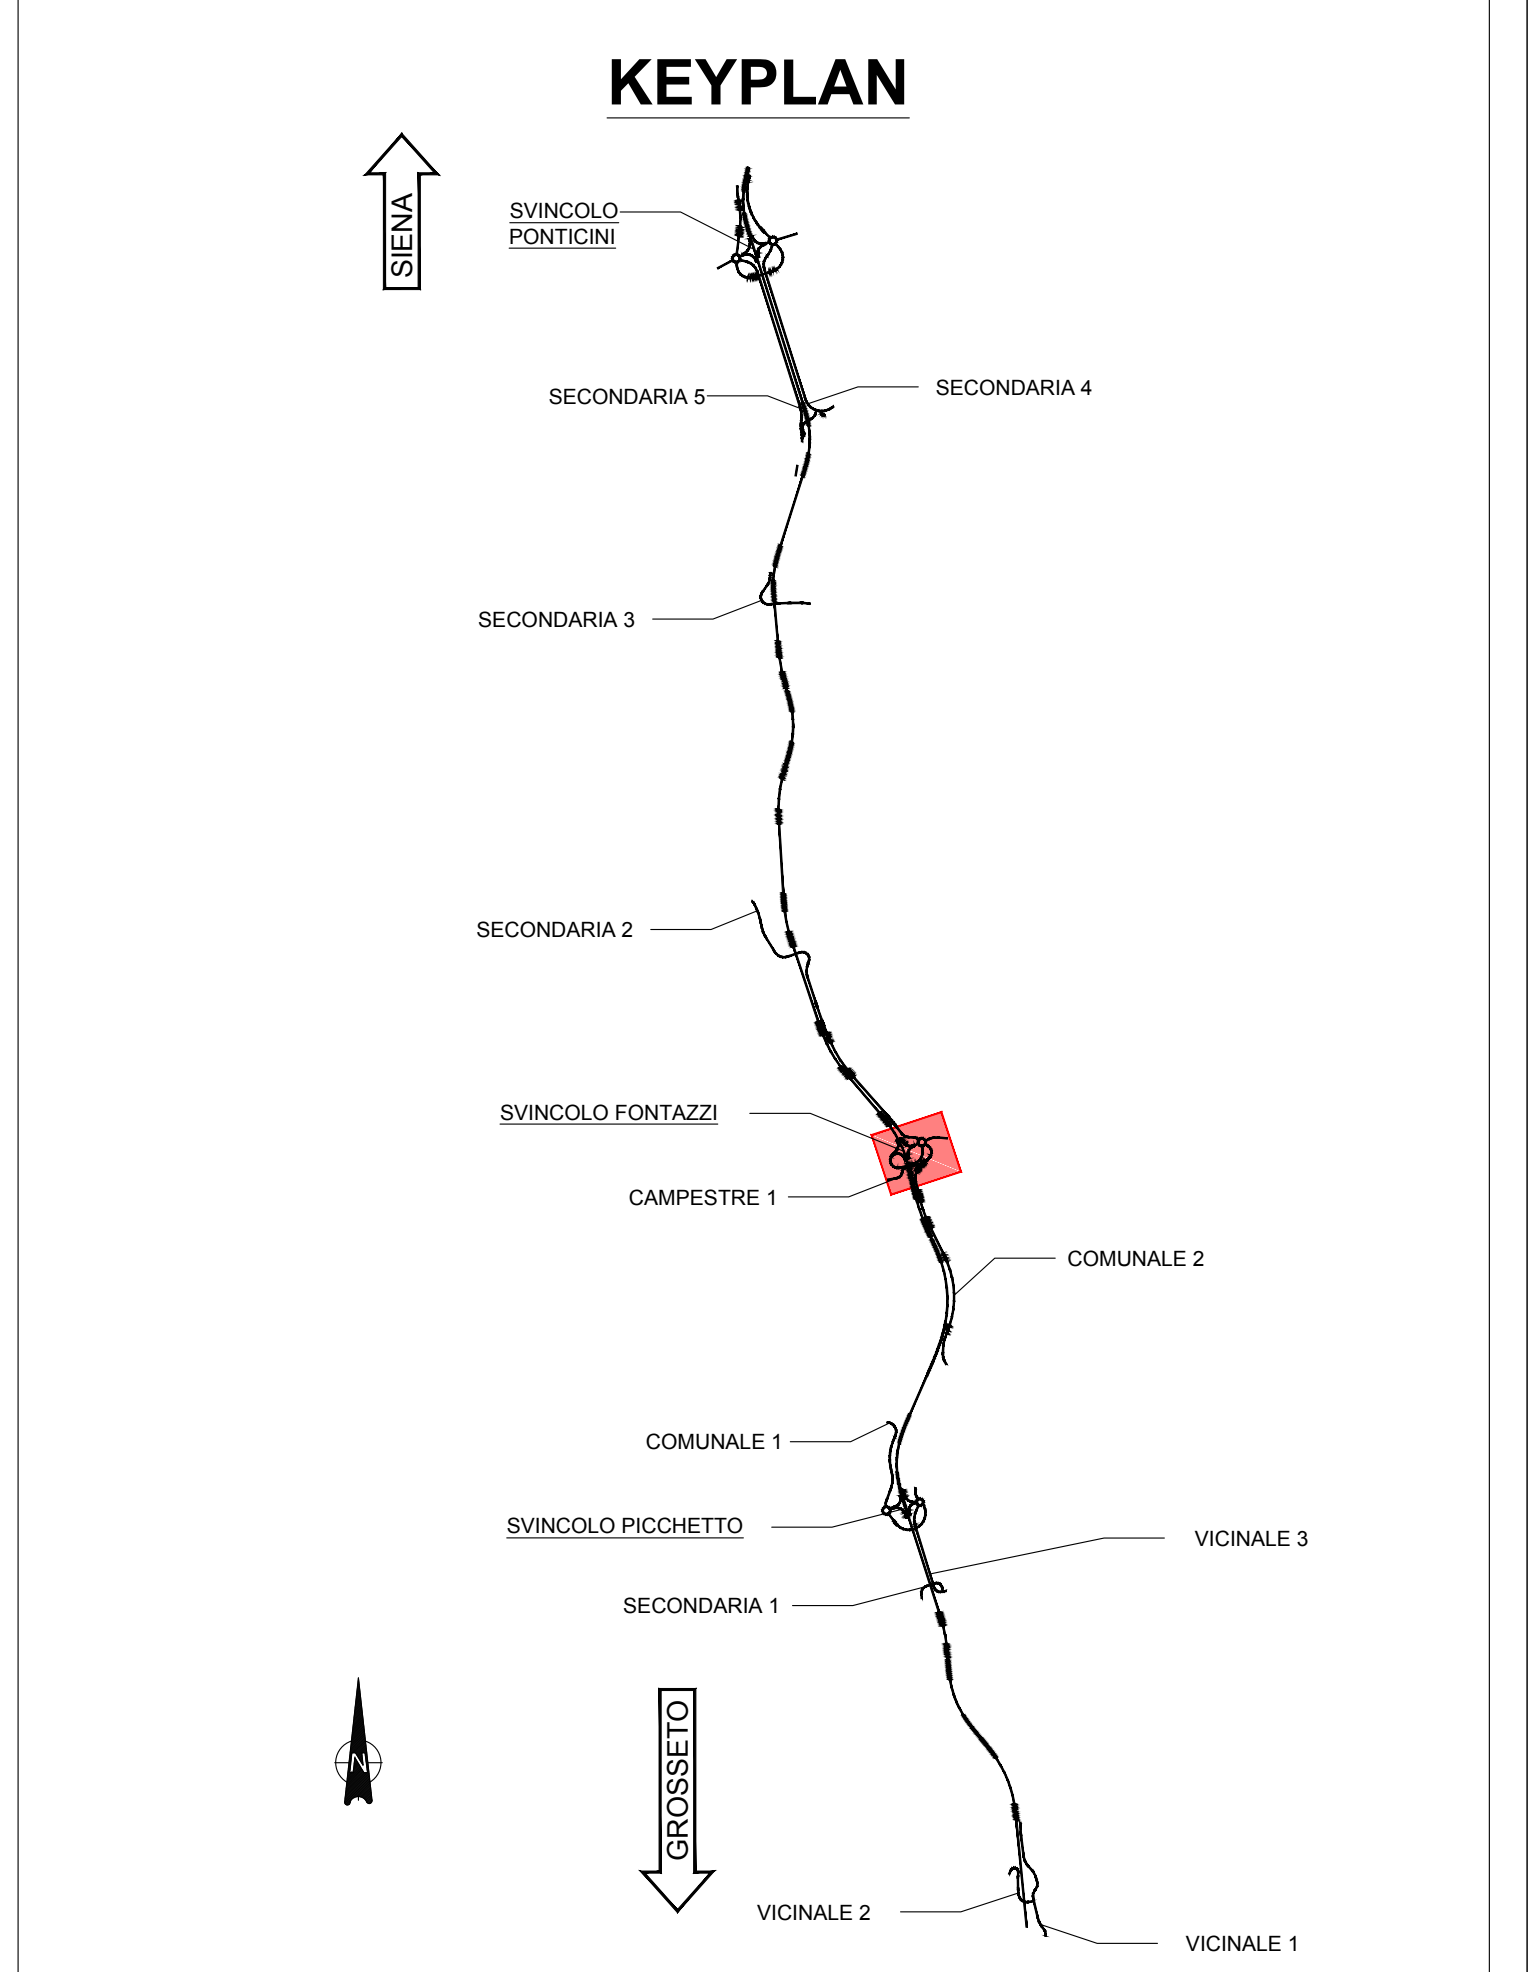 KEYPLAN
SIENA
SVINCOLO
PONTICINI
SECONDARIA 5
SECONDARIA 4
SECONDARIA 3
SECONDARIA 2
SVINCOLO FONTAZZI
CAMPESTRE 1
COMUNALE 2
COMUNALE 1
SVINCOLO PICCHETTO
VICINALE 3
SECONDARIA 1
N
GROSSETO
VICINALE 2
VICINALE 1